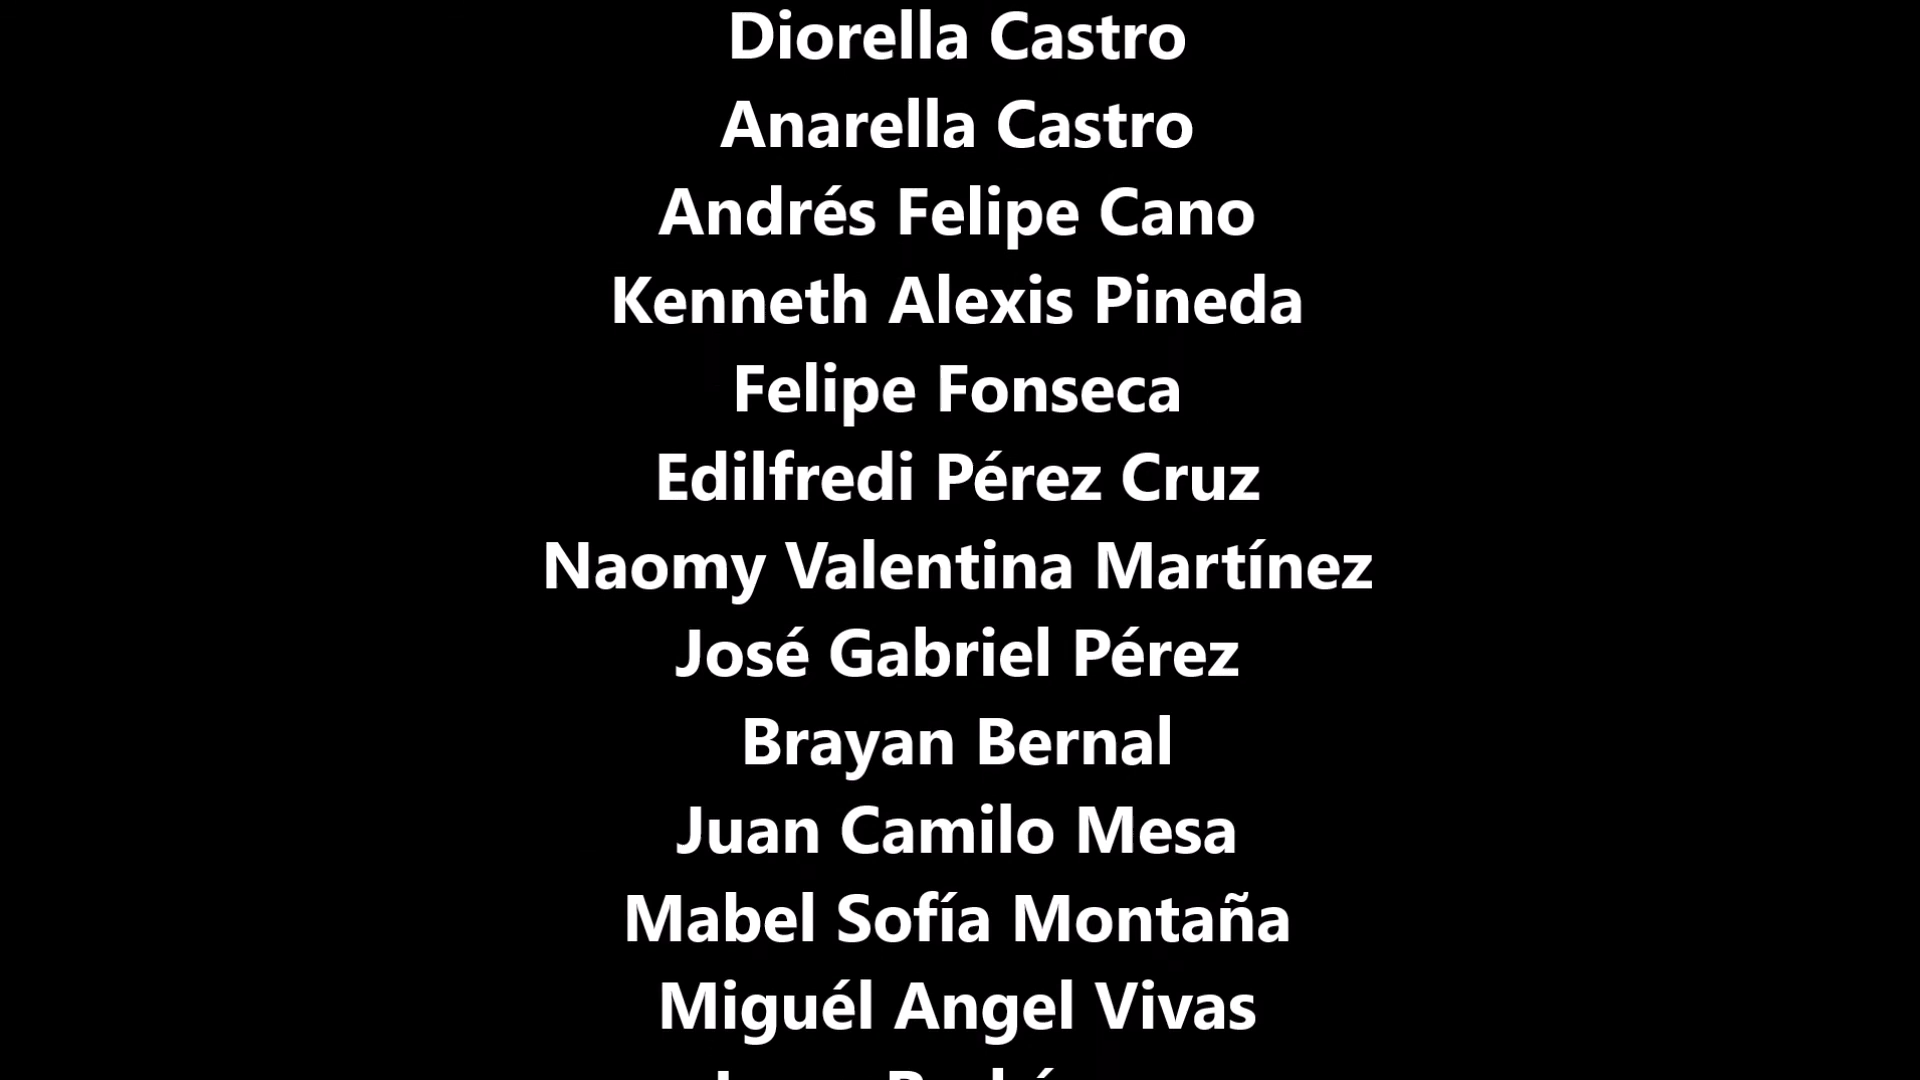 Diorella Castro
Anarella Castro
Andrés Felipe Cano
Kenneth Alexis Pineda
Felipe Fonseca
Edilfredi Pérez Cruz
Naomy Valentina Martínez
José Gabriel Pérez
Brayan Bernal
Juan Camilo Mesa
Mabel Sofía Montaña
Miguél Angel Vivas